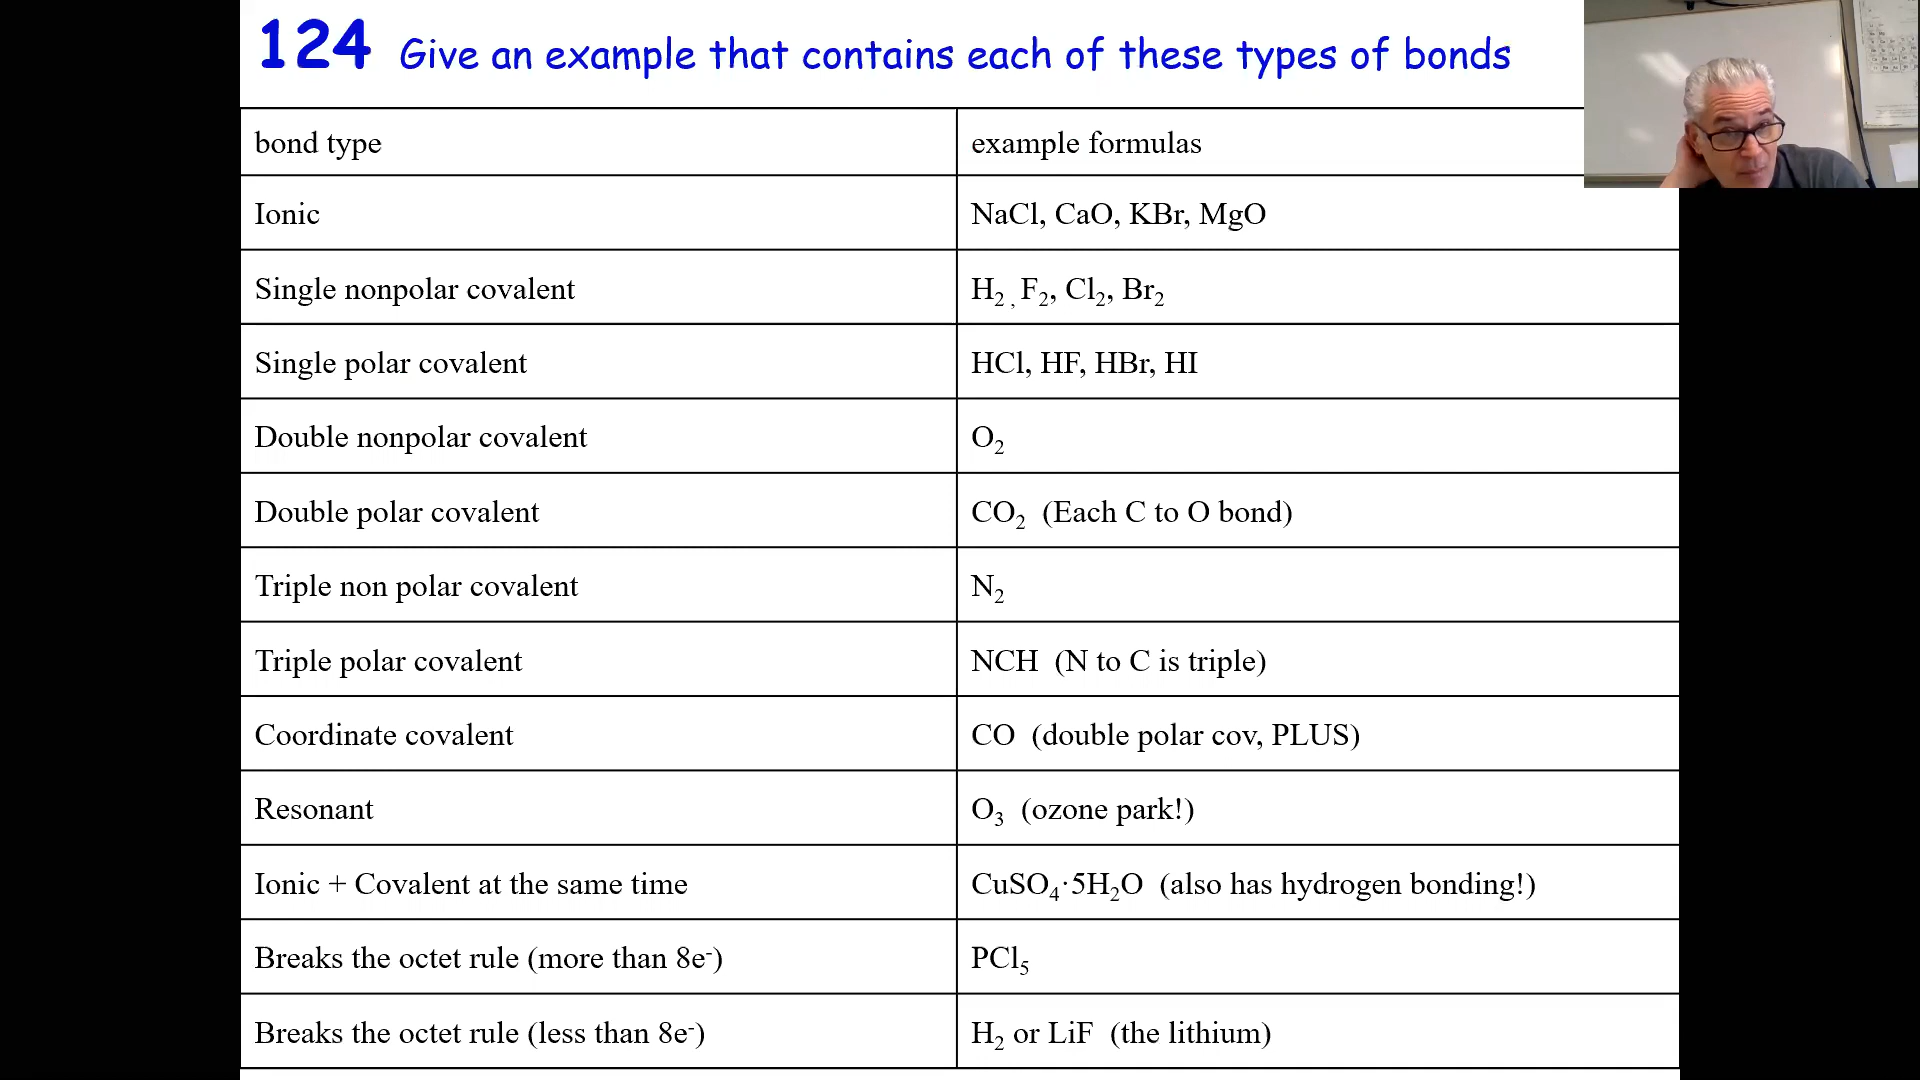 124 Give an example that contains each of these types of bonds
bond type example formulas
Ionic NaCl, CaO, KBr, MgO
Single nonpolar covalent H₂ , F₂, Cl₂, Br₂
Single polar covalent HCl, HF, HBr, HI
Double nonpolar covalent O₂
Double polar covalent CO₂ (Each C to O bond)
Triple non polar covalent N₂
Triple polar covalent NCH (N to C is triple)
Coordinate covalent CO (double polar cov, PLUS)
Resonant O₃ (ozone park!)
Ionic + Covalent at the same time CuSO₄·5H₂O (also has hydrogen bonding!)
Breaks the octet rule (more than 8e⁻) PCl₅
Breaks the octet rule (less than 8e⁻) H₂ or LiF (the lithium)